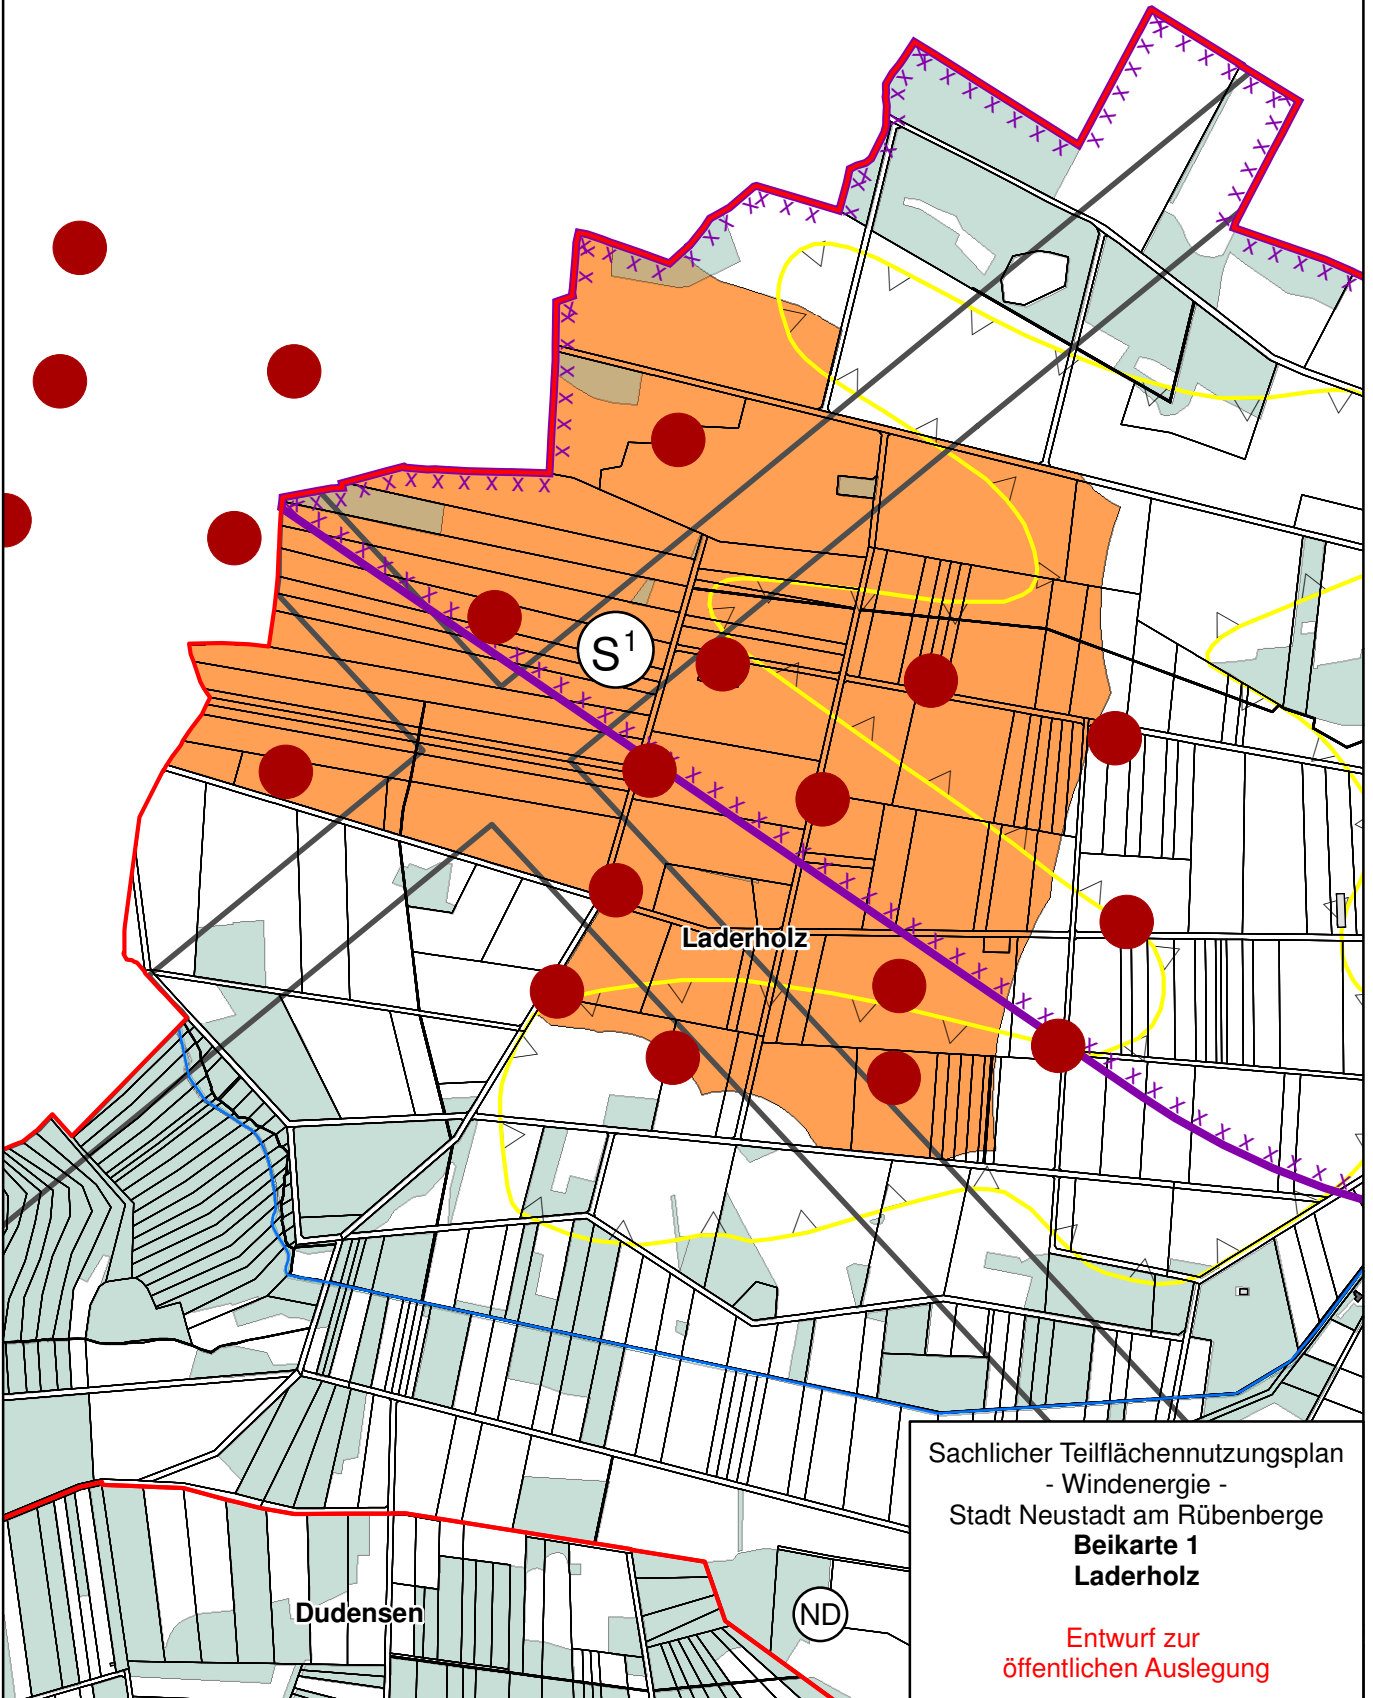 S¹
Laderholz
Dudensen
ND
Sachlicher Teilflächennutzungsplan
- Windenergie -
Stadt Neustadt am Rübenberge
Beikarte 1
Laderholz
Entwurf zur
öffentlichen Auslegung